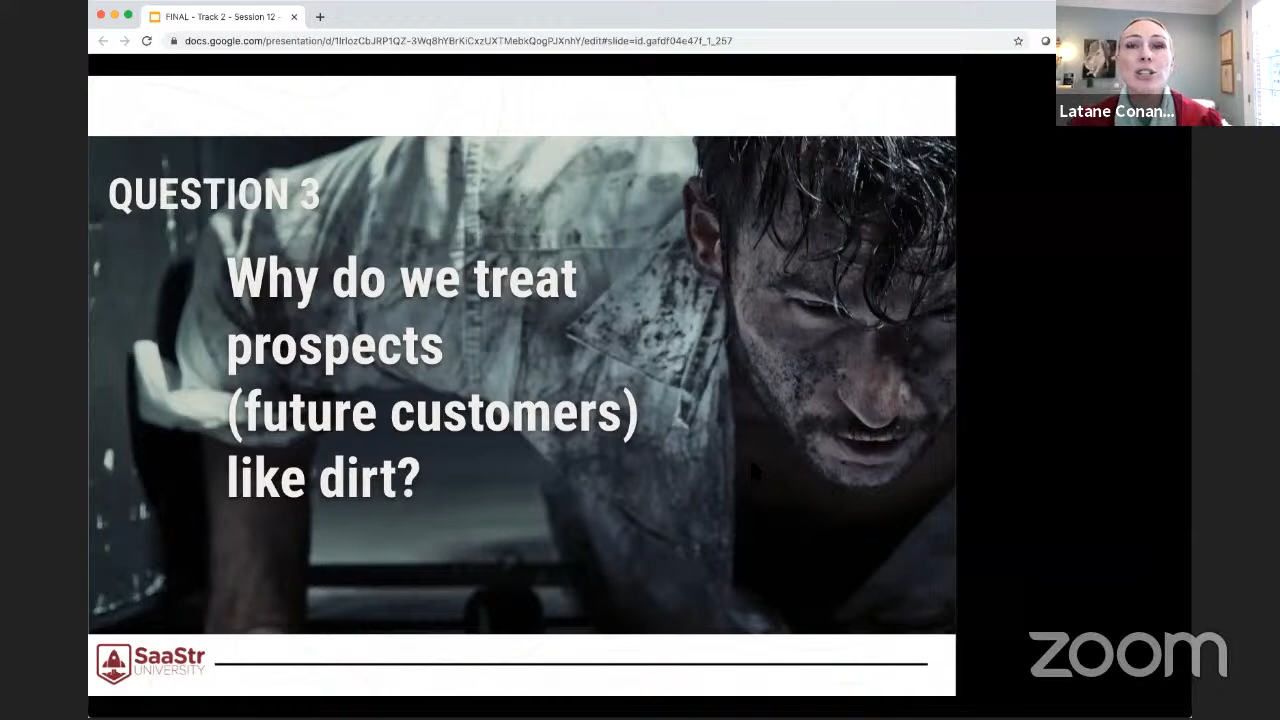 FINAL - Track 2 - Session 12 -
docs.google.com/presentation/d/1lrlozCbJRP1QZ-3Wq8hYBrKiCxzUXTMebkQogPJXnhY/edit#slide=id.gafdf04e47f_1_257
Latane Conan...
QUESTION 3
Why do we treat
prospects
(future customers)
like dirt?
SaaStr
UNIVERSITY
zoom